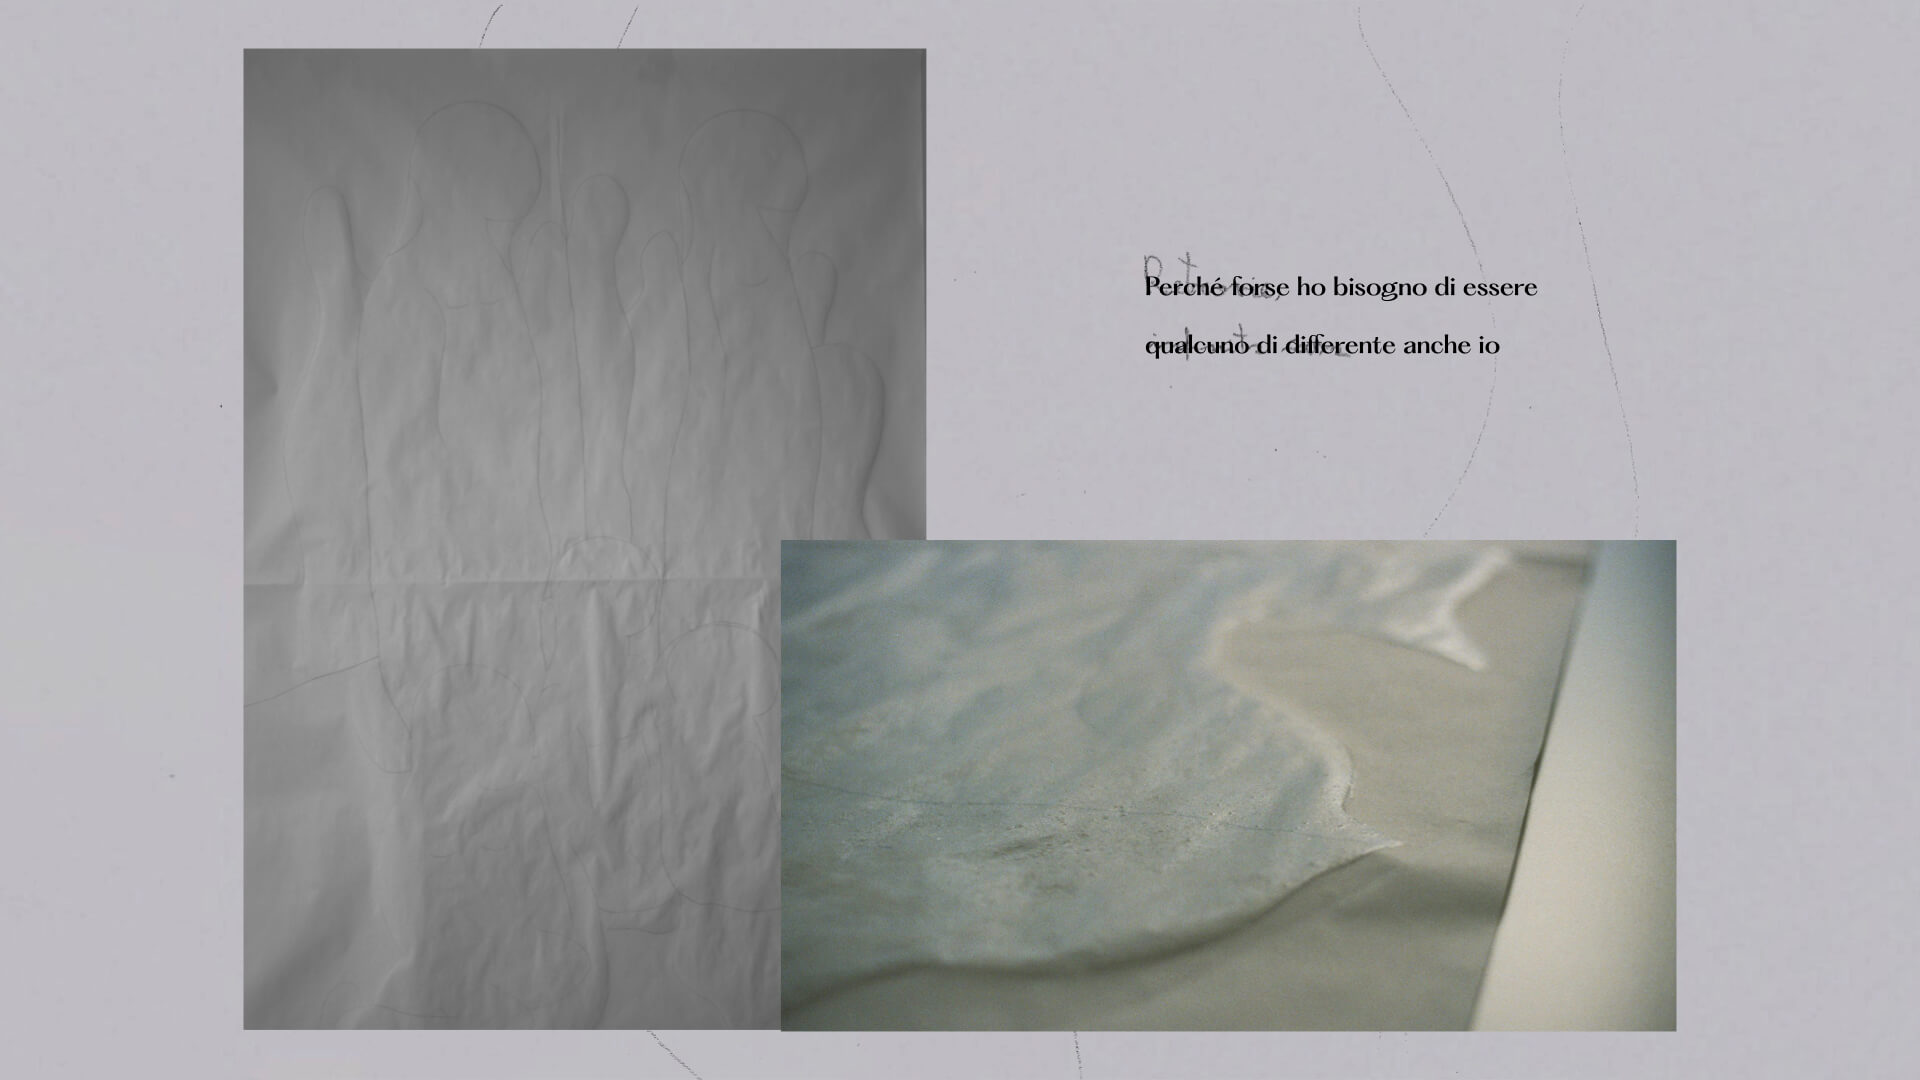 Perché forse ho bisogno di essere
qualcuno di differente anche io